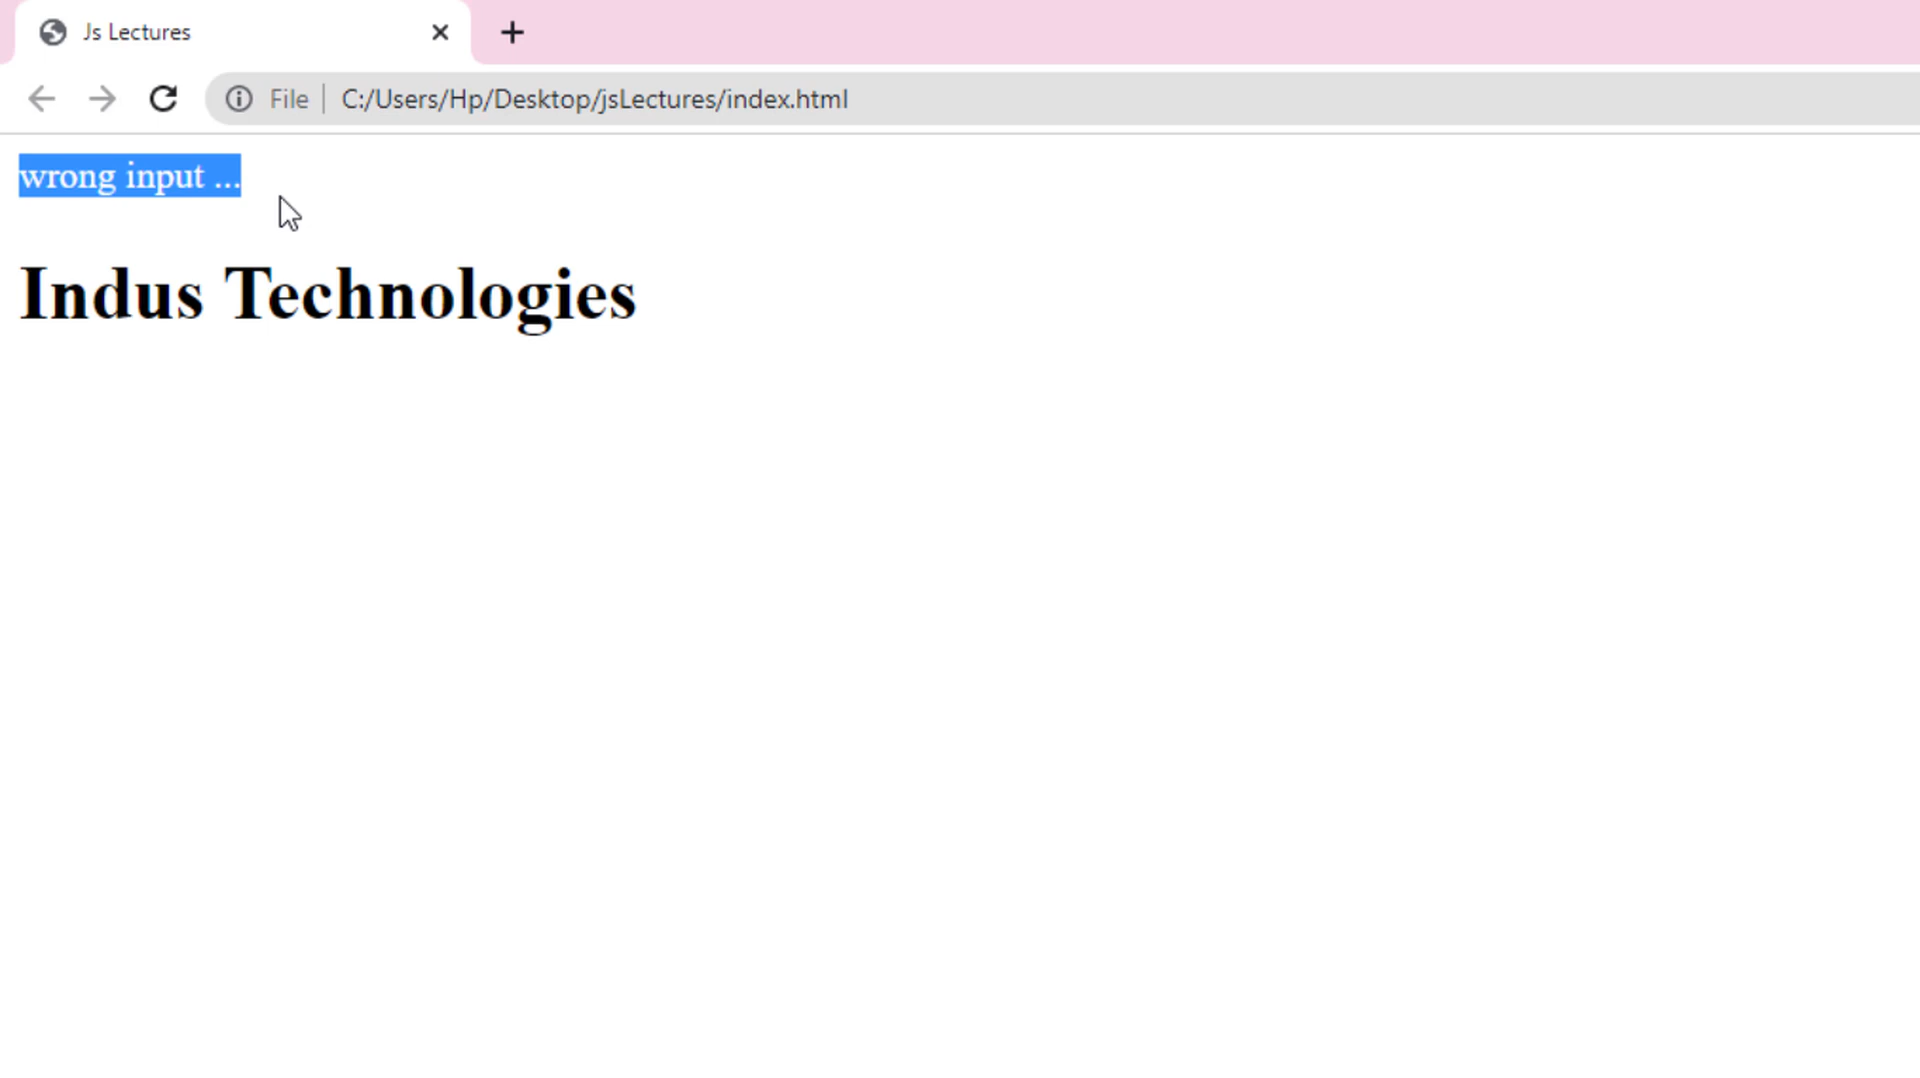 Js Lectures
File C:/Users/Hp/Desktop/jsLectures/index.html
wrong input ...
Indus Technologies